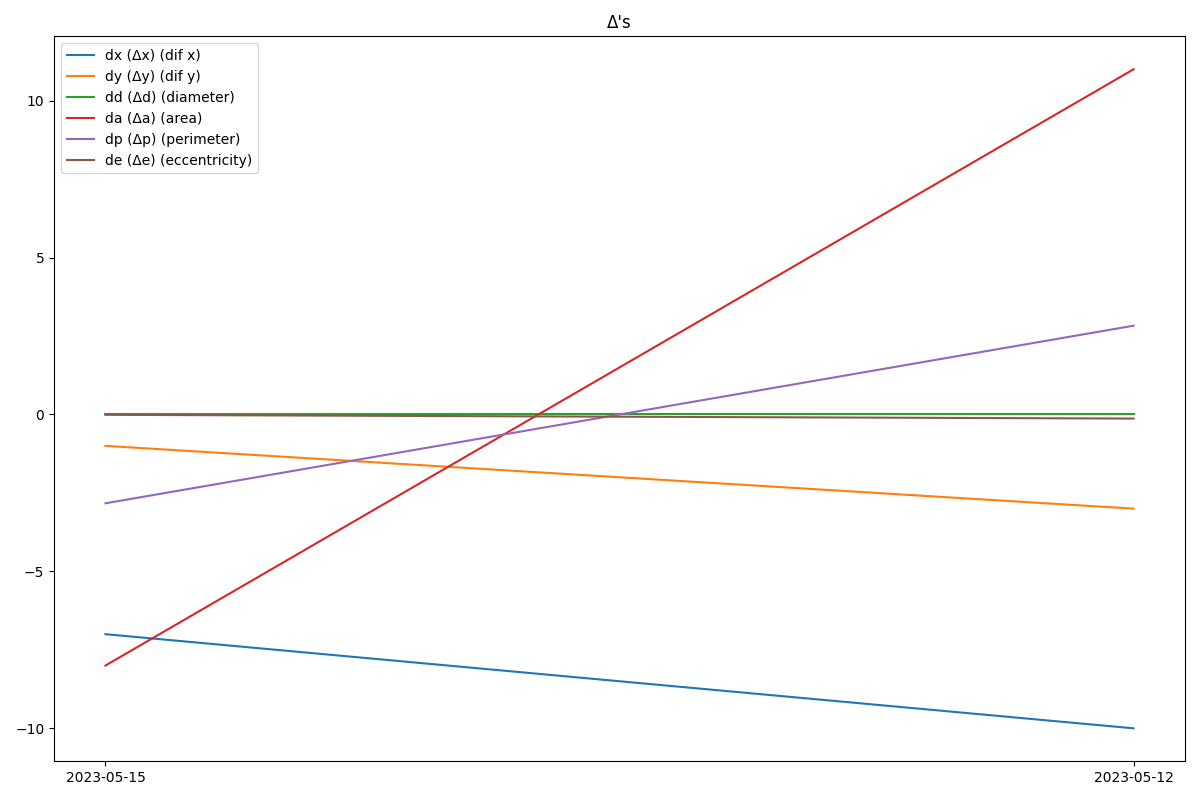 Δ's
dx (Δx) (dif x)
dy (Δy) (dif y)
dd (Δd) (diameter)
da (Δa) (area)
dp (Δp) (perimeter)
de (Δe) (eccentricity)
10
5
0
−5
−10
2023-05-15
2023-05-12